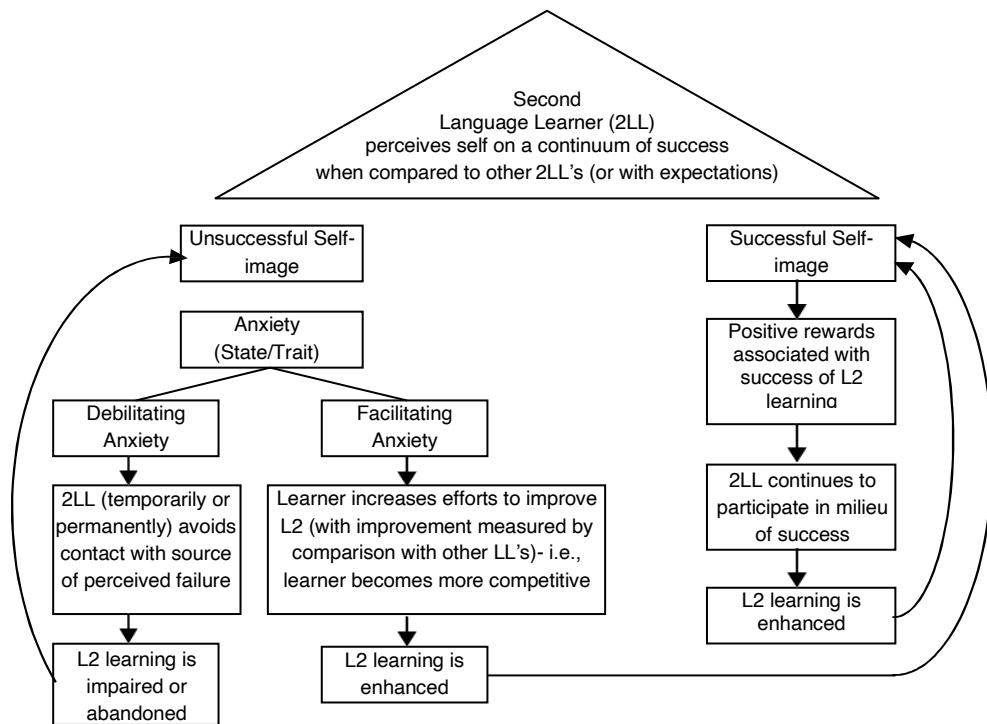 Second
Language Learner (2LL)
perceives self on a continuum of success
when compared to other 2LL's (or with expectations)
Unsuccessful Self-
image
Successful Self-
image
Anxiety
(State/Trait)
Positive rewards
associated with
success of L2
learning
Debilitating
Anxiety
Facilitating
Anxiety
2LL (temporarily or
permanently) avoids
contact with source
of perceived failure
Learner increases efforts to improve
L2 (with improvement measured by
comparison with other LL's)- i.e.,
learner becomes more competitive
2LL continues to
participate in milieu
of success
L2 learning is
enhanced
L2 learning is
impaired or
abandoned
L2 learning is
enhanced